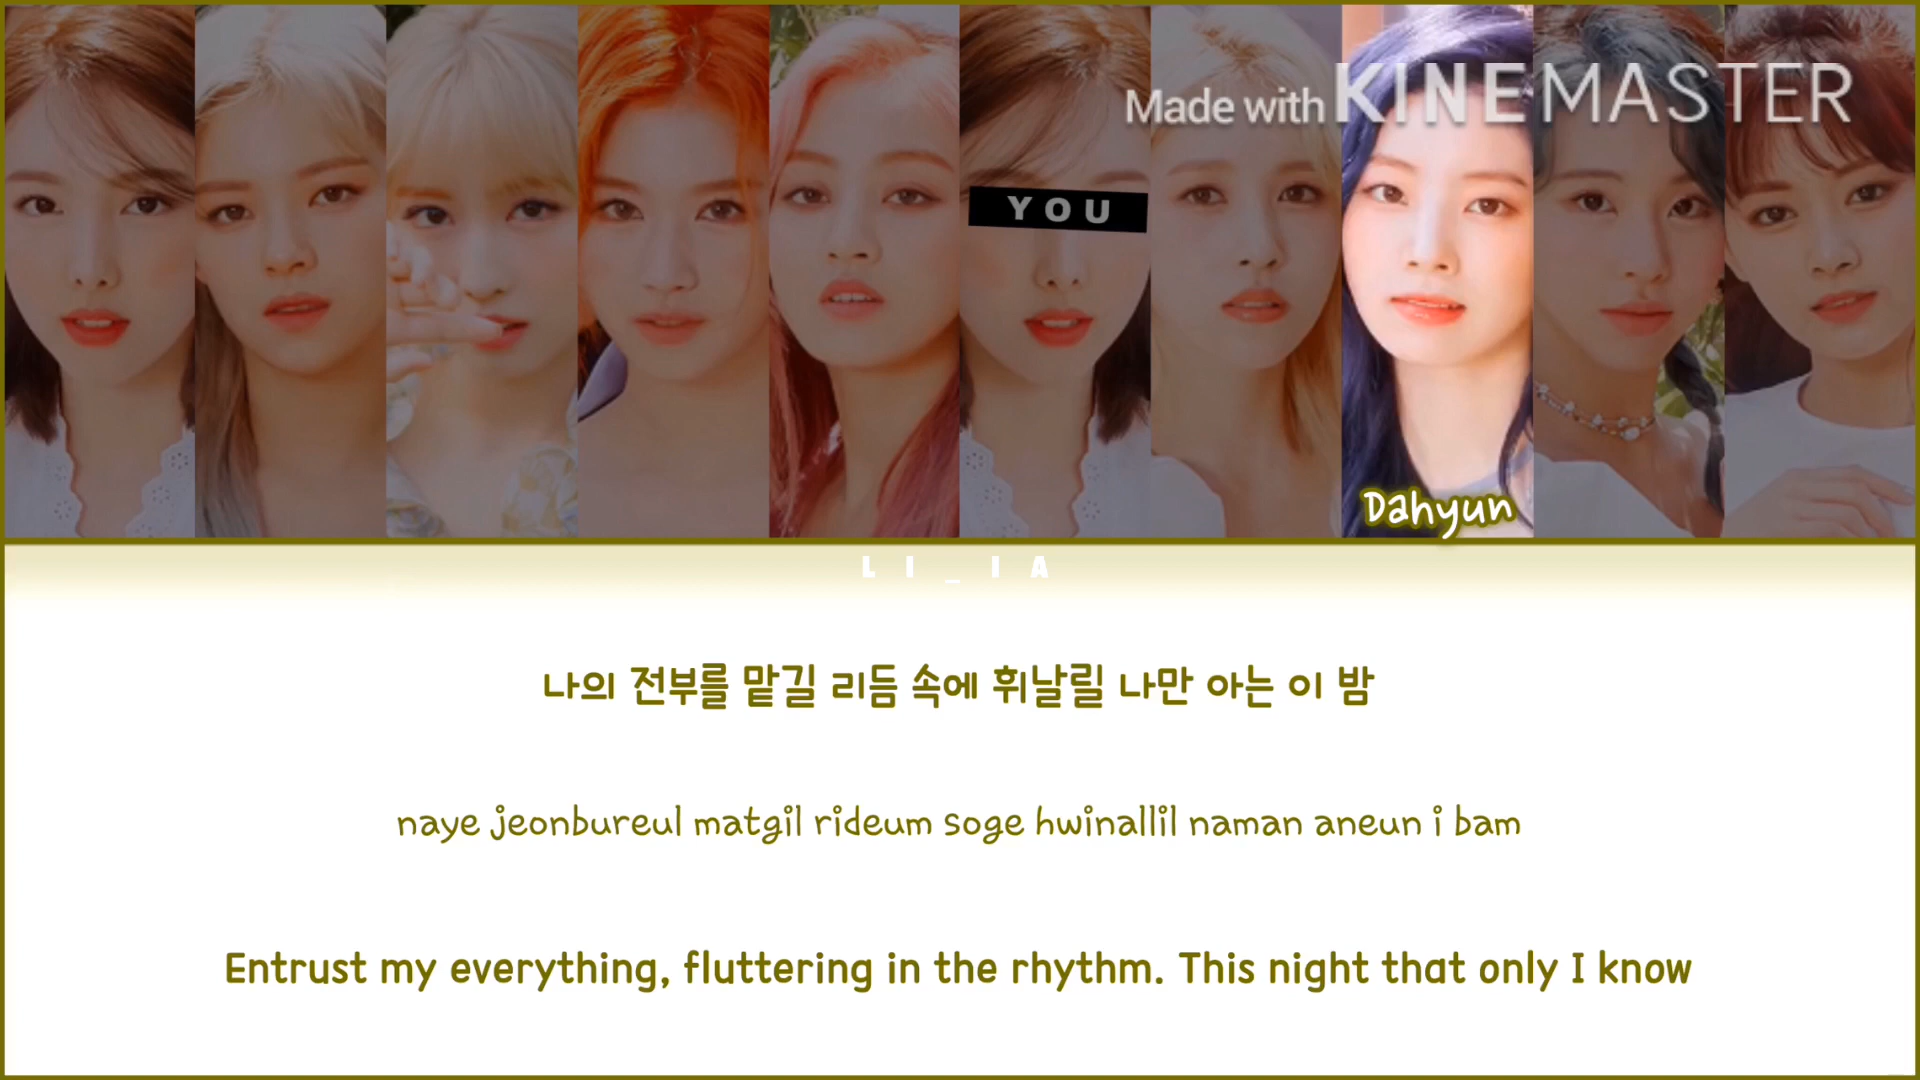 Made with KINEMASTER
YOU
Dahyun
LI_IA
나의 전부를 맡길 리듬 속에 휘날릴 나만 아는 이 밤
naye jeonbureul matgil rideum soge hwinallil naman aneun i bam
Entrust my everything, fluttering in the rhythm. This night that only I know